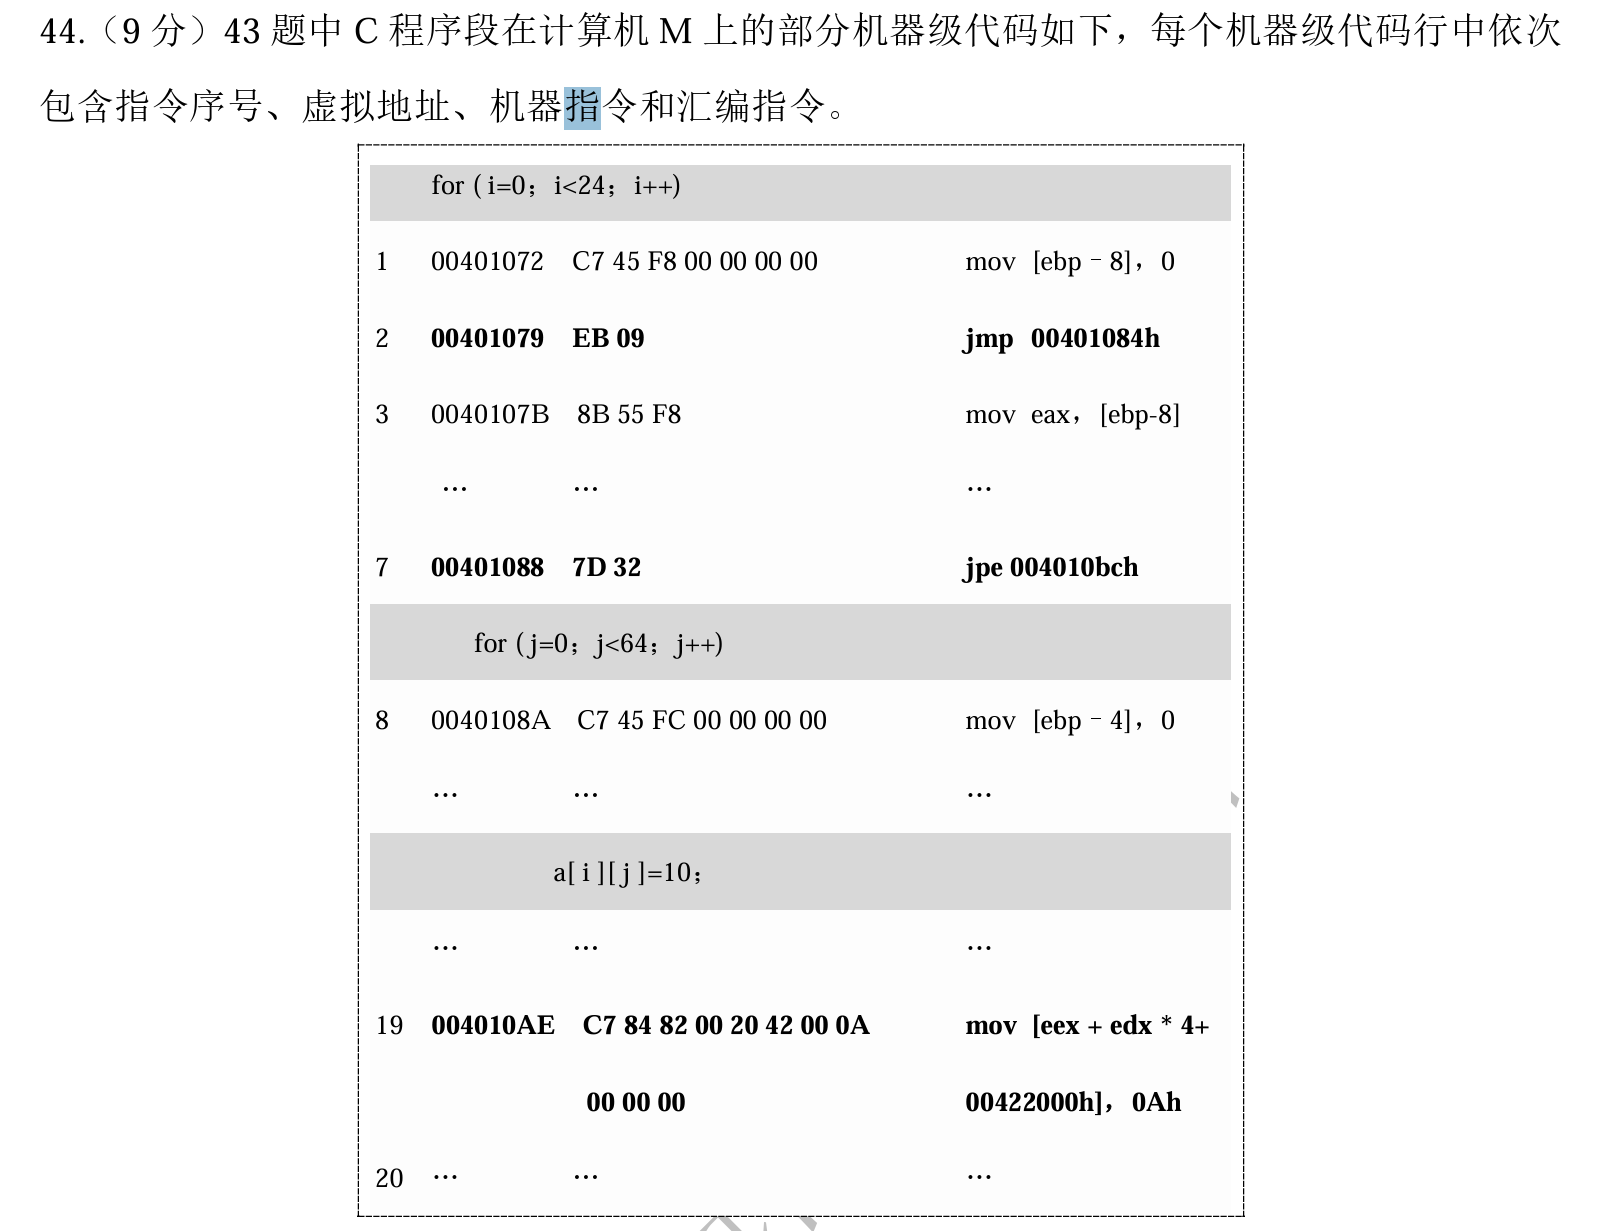 44.（9 分）43 题中 C 程序段在计算机 M 上的部分机器级代码如下，每个机器级代码行中依次
包含指令序号、虚拟地址、机器指令和汇编指令。
for ( i=0；i<24；i++)
1 00401072 C7 45 F8 00 00 00 00 mov [ebp – 8]，0
2 00401079 EB 09 jmp 00401084h
3 0040107B 8B 55 F8 mov eax，[ebp-8]
… … …
7 00401088 7D 32 jpe 004010bch
for ( j=0；j<64；j++)
8 0040108A C7 45 FC 00 00 00 00 mov [ebp – 4]，0
… … …
a[ i ][ j ]=10；
… … …
19 004010AE C7 84 82 00 20 42 00 0A mov [eex + edx * 4+
00 00 00 00422000h]，0Ah
20 … … …